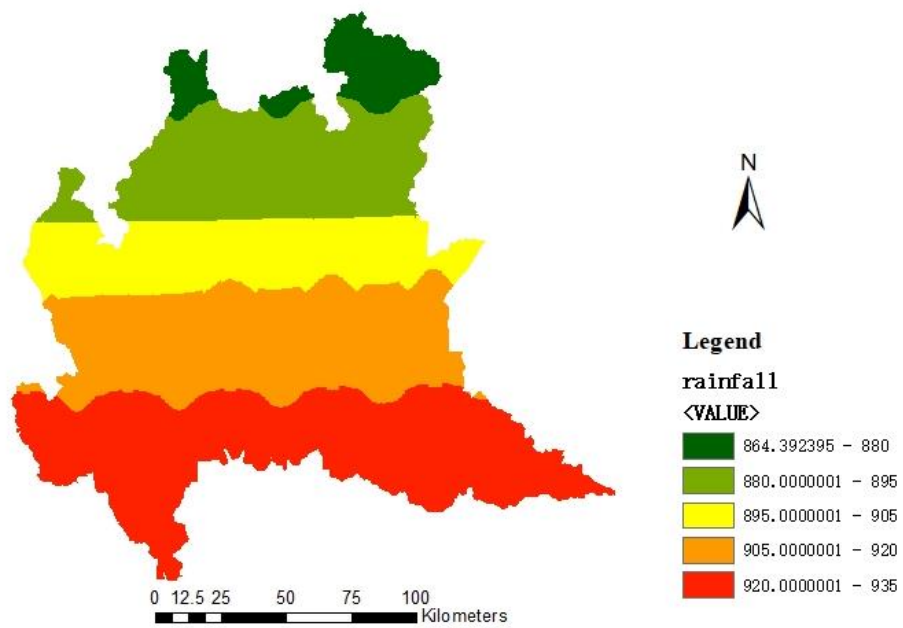 N
Legend
rainfall
<VALUE>
864.392395 - 880
880.0000001 - 895
895.0000001 - 905
905.0000001 - 920
920.0000001 - 935
0 12.5 25 50 75 100
Kilometers